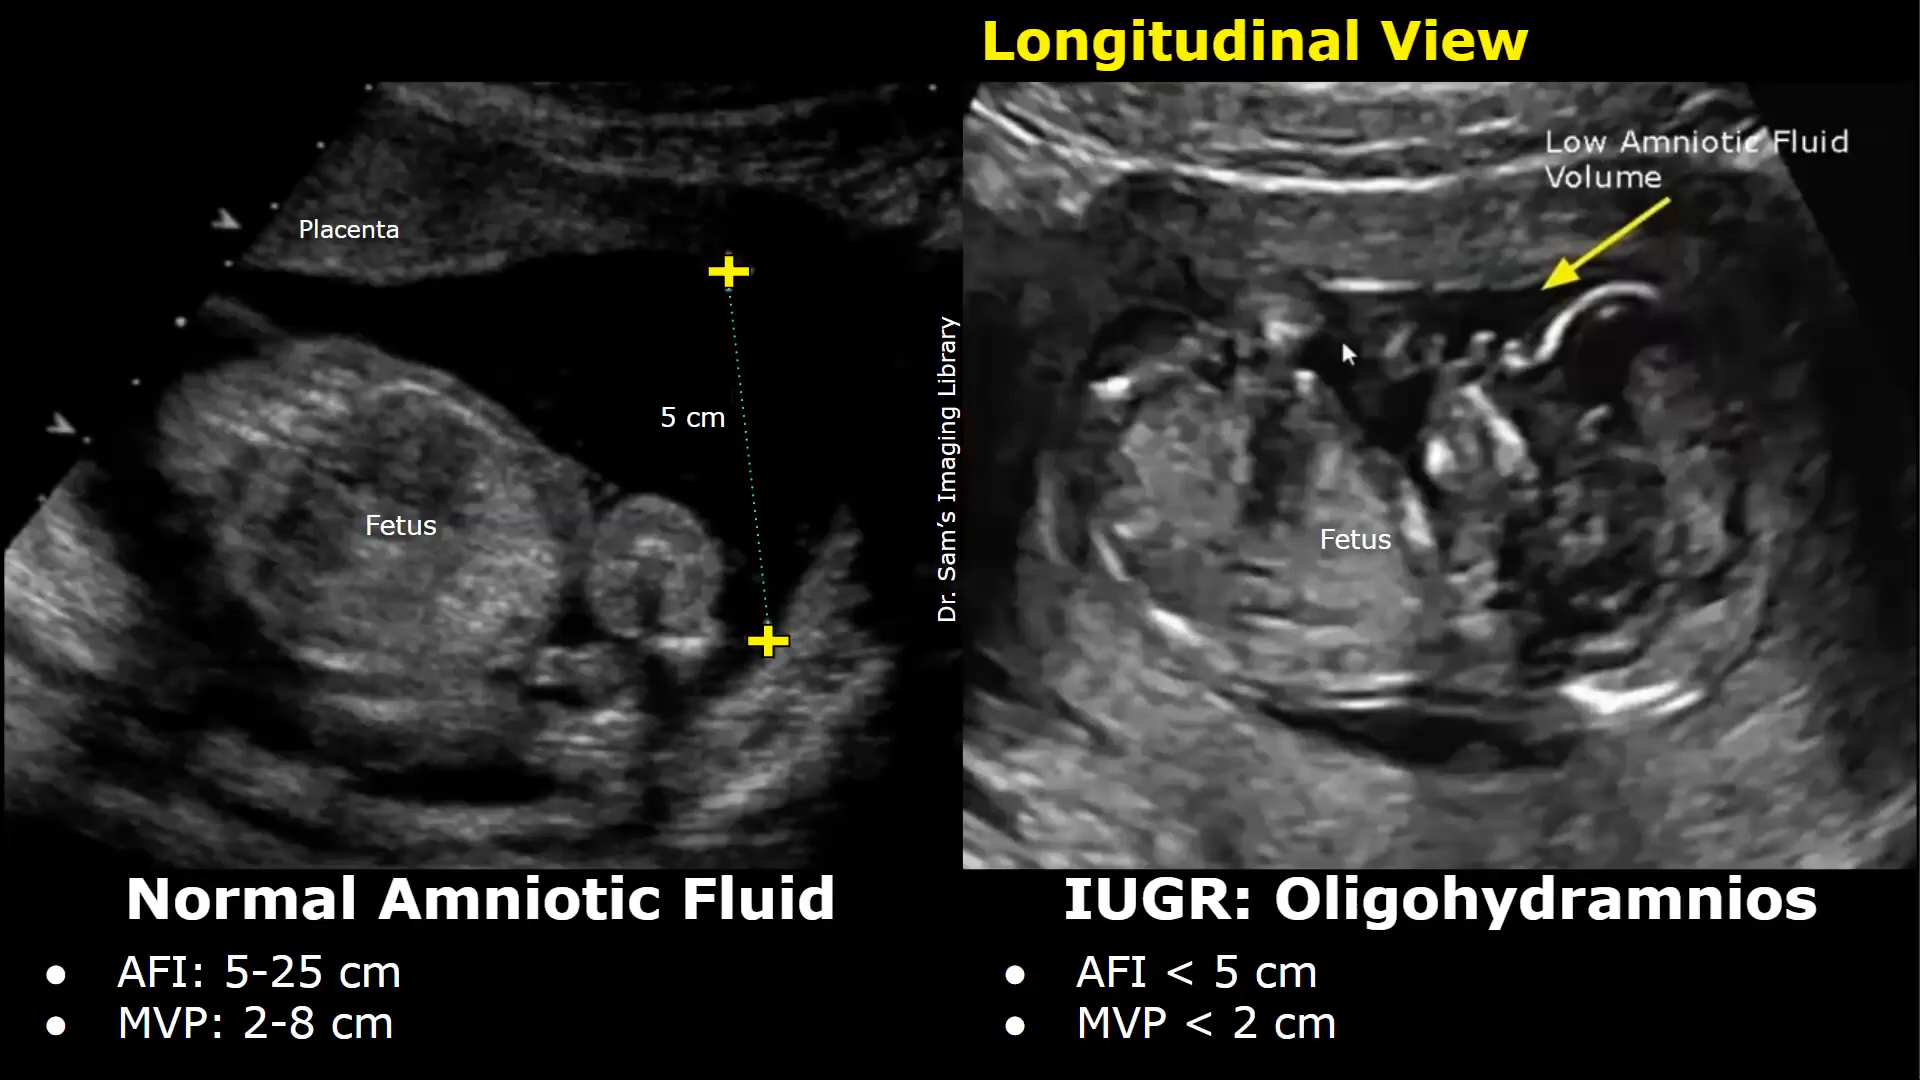 Longitudinal View
Placenta
5 cm
Fetus
Dr. Sam’s Imaging Library
Low Amniotic Fluid
Volume
Fetus
Normal Amniotic Fluid
● AFI: 5-25 cm
● MVP: 2-8 cm
IUGR: Oligohydramnios
● AFI < 5 cm
● MVP < 2 cm